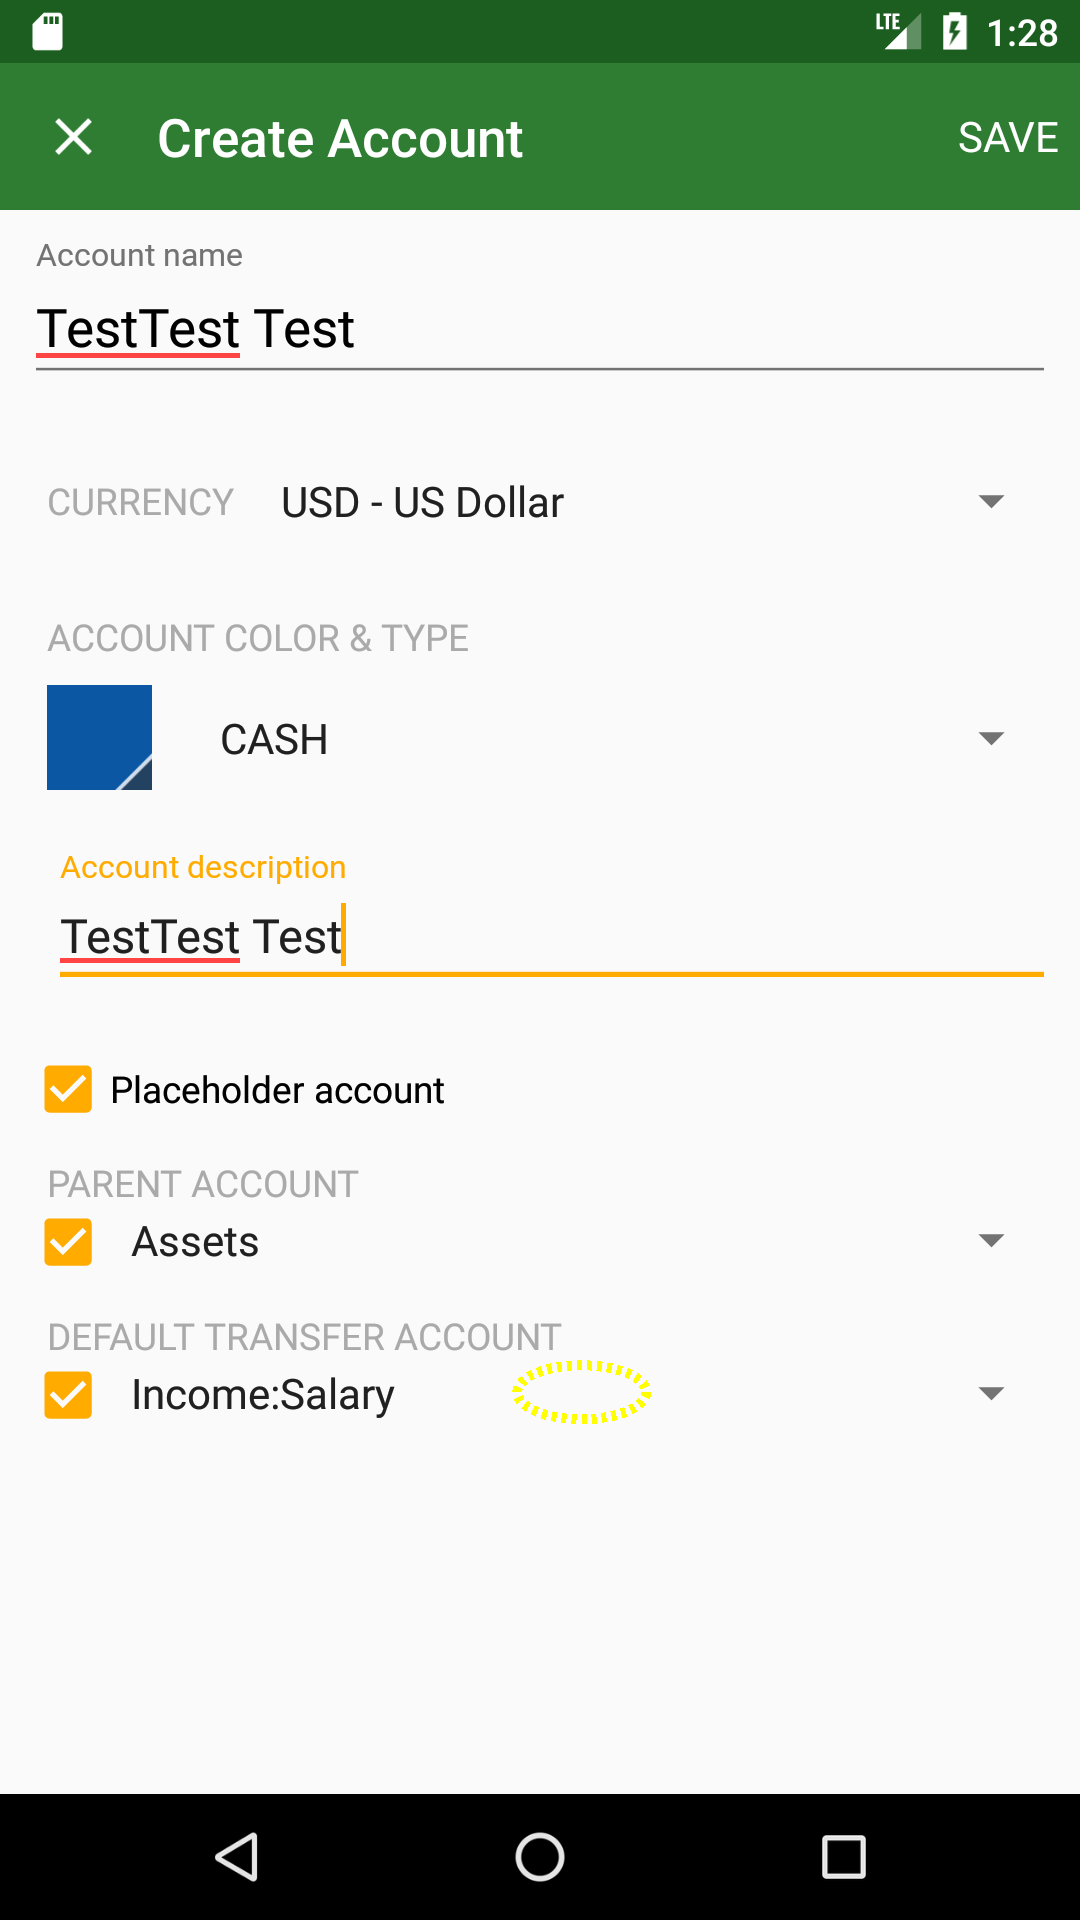 LTE 1:28
Create Account SAVE
Account name
TestTest Test
CURRENCY USD - US Dollar
ACCOUNT COLOR & TYPE
CASH
Account description
TestTest Test
Placeholder account
PARENT ACCOUNT
Assets
DEFAULT TRANSFER ACCOUNT
Income:Salary